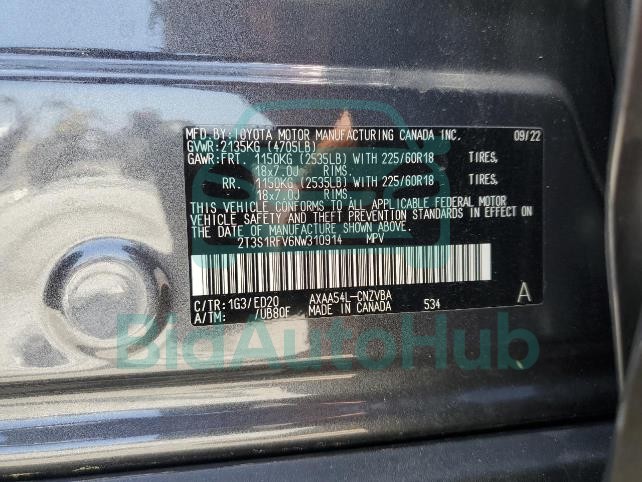 MFD.BY:TOYOTA MOTOR MANUFACTURING CANADA INC. 09/22
GVWR:2135KG (4705LB)
GAWR:FRT. 1150KG (2535LB) WITH 225/60R18 TIRES,
18x7.0J RIMS.
RR. 1150KG (2535LB) WITH 225/60R18 TIRES,
18x7.0J RIMS.
THIS VEHICLE CONFORMS TO ALL APPLICABLE FEDERAL MOTOR
VEHICLE SAFETY AND THEFT PREVENTION STANDARDS IN EFFECT
ON THE DATE OF MANUFACTURE SHOWN ABOVE.
2T3S1RFV6NW310914 MPV
C/TR:1G3/ED20 AXAA54L-CNZVBA A
A/TM: /UB80F MADE IN CANADA 534
BidAutoHub